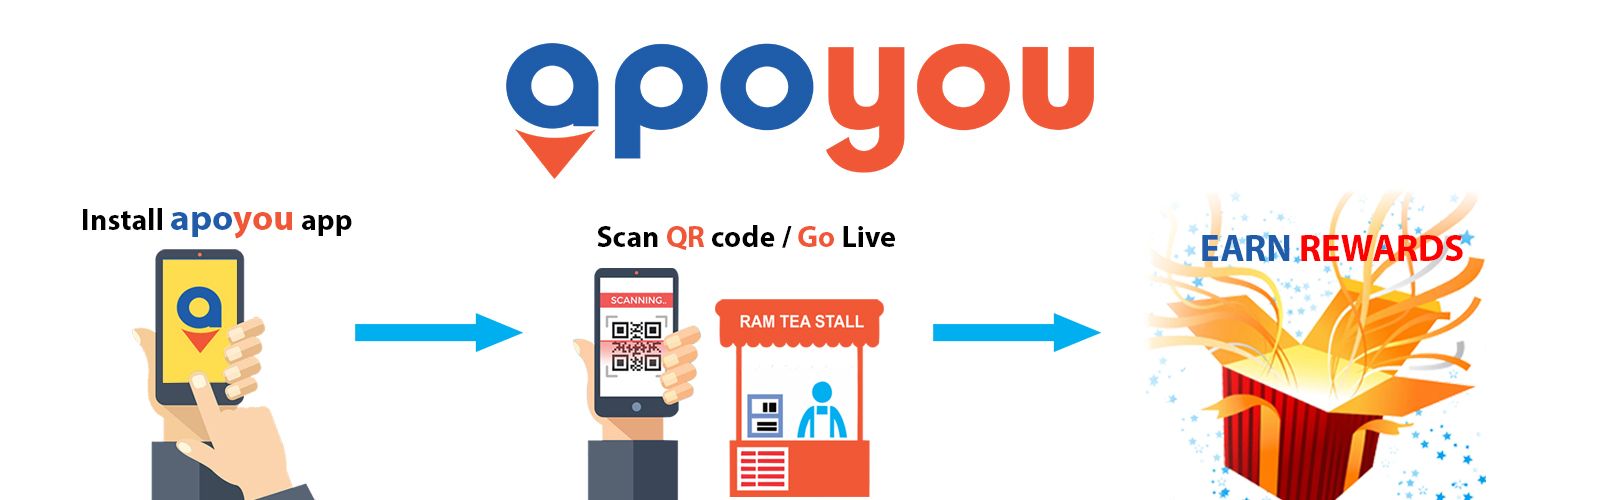 apoyou
Install apoyou app
Scan QR code / Go Live
EARN REWARDS
SCANNING..
RAM TEA STALL